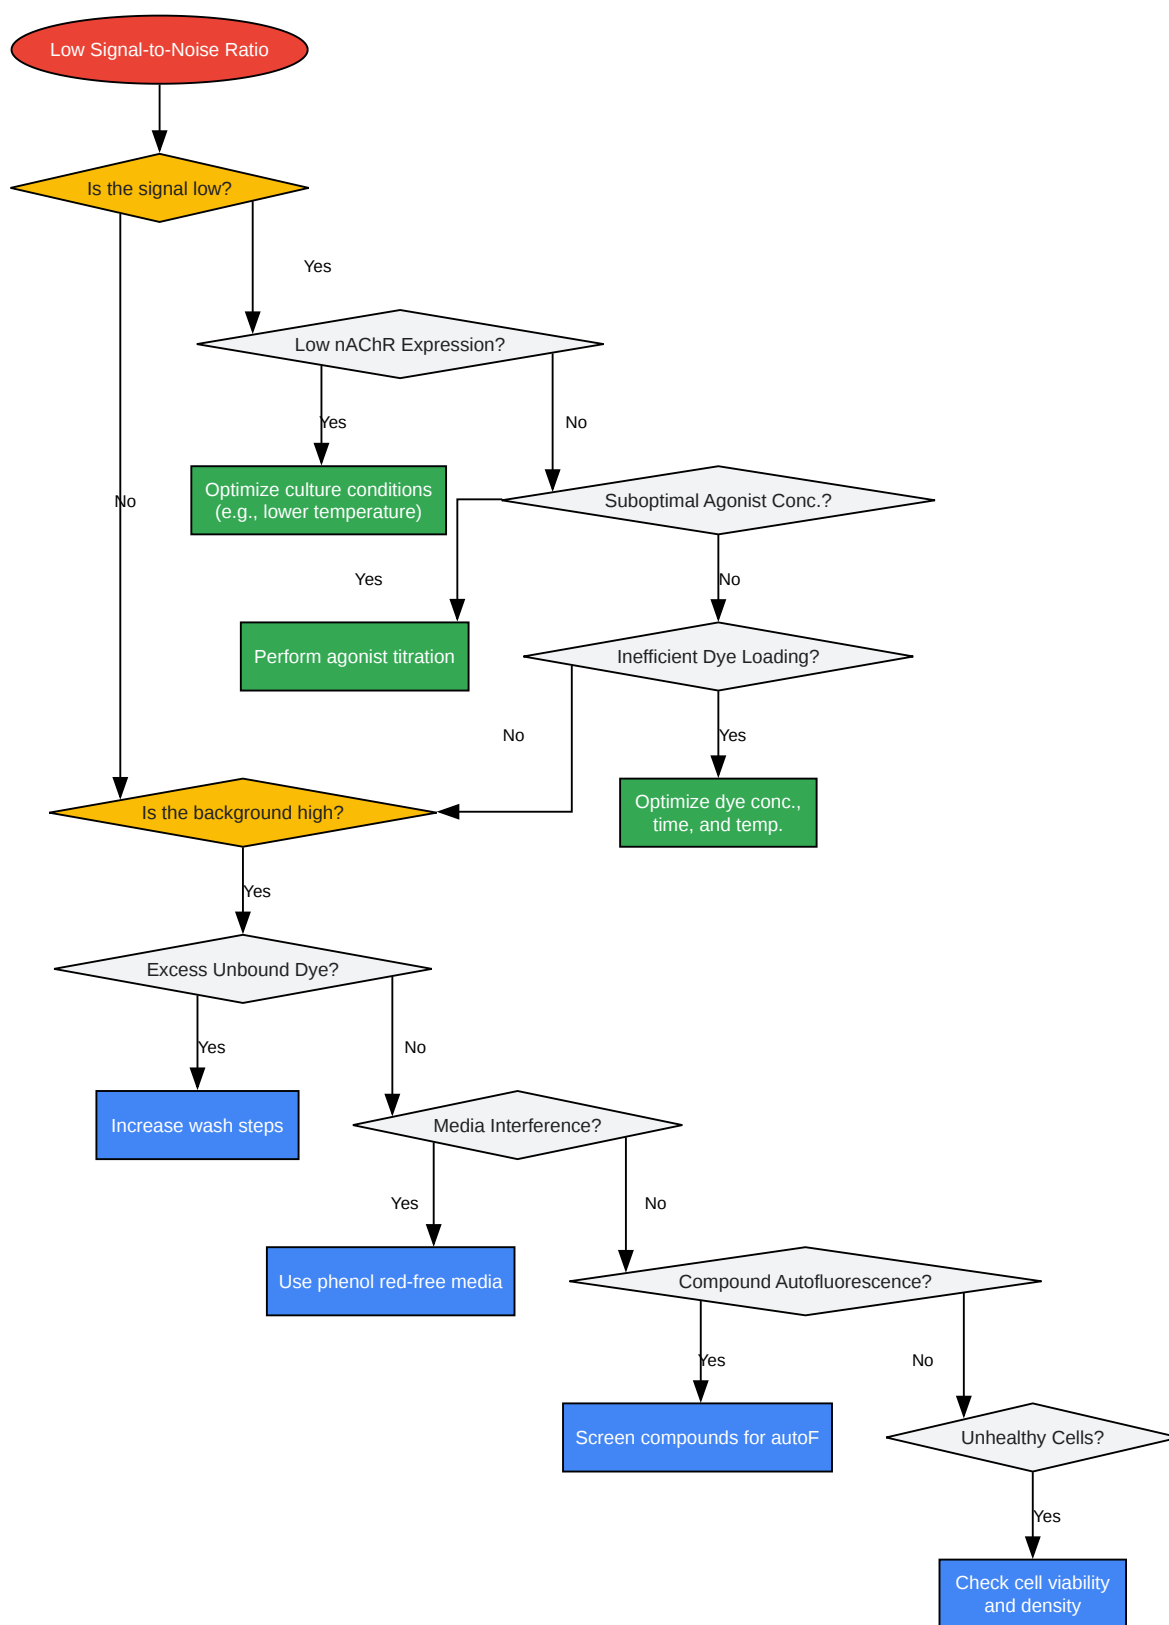 Low Signal-to-Noise Ratio
Is the signal low?
Yes
Low nAChR Expression?
Yes
No
Optimize culture conditions
(e.g., lower temperature)
No
Suboptimal Agonist Conc.?
Yes
No
Perform agonist titration
Inefficient Dye Loading?
No
Yes
Is the background high?
Optimize dye conc.,
time, and temp.
Yes
Excess Unbound Dye?
Yes
No
Increase wash steps
Media Interference?
Yes
No
Use phenol red-free media
Compound Autofluorescence?
Yes
No
Screen compounds for autoF
Unhealthy Cells?
Yes
Check cell viability
and density